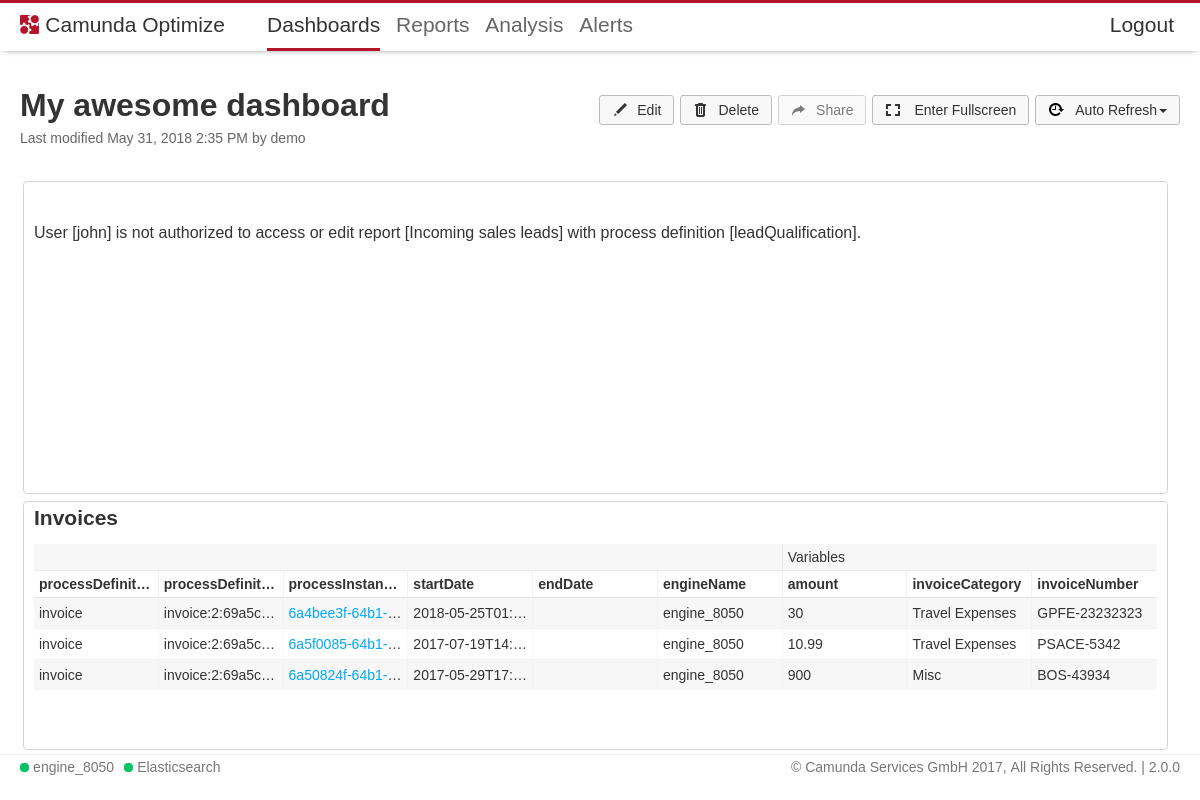 Camunda Optimize Dashboards Reports Analysis Alerts Logout
My awesome dashboard
Edit Delete Share Enter Fullscreen Auto Refresh
Last modified May 31, 2018 2:35 PM by demo
User [john] is not authorized to access or edit report [Incoming sales leads] with process definition [leadQualification].
Invoices
Variables
processDefinit… processDefinit… processInstan… startDate endDate engineName amount invoiceCategory invoiceNumber
invoice invoice:2:69a5c… 6a4bee3f-64b1-… 2018-05-25T01:… engine_8050 30 Travel Expenses GPFE-23232323
invoice invoice:2:69a5c… 6a5f0085-64b1-… 2017-07-19T14:… engine_8050 10.99 Travel Expenses PSACE-5342
invoice invoice:2:69a5c… 6a50824f-64b1-… 2017-05-29T17:… engine_8050 900 Misc BOS-43934
engine_8050 Elasticsearch © Camunda Services GmbH 2017, All Rights Reserved. | 2.0.0